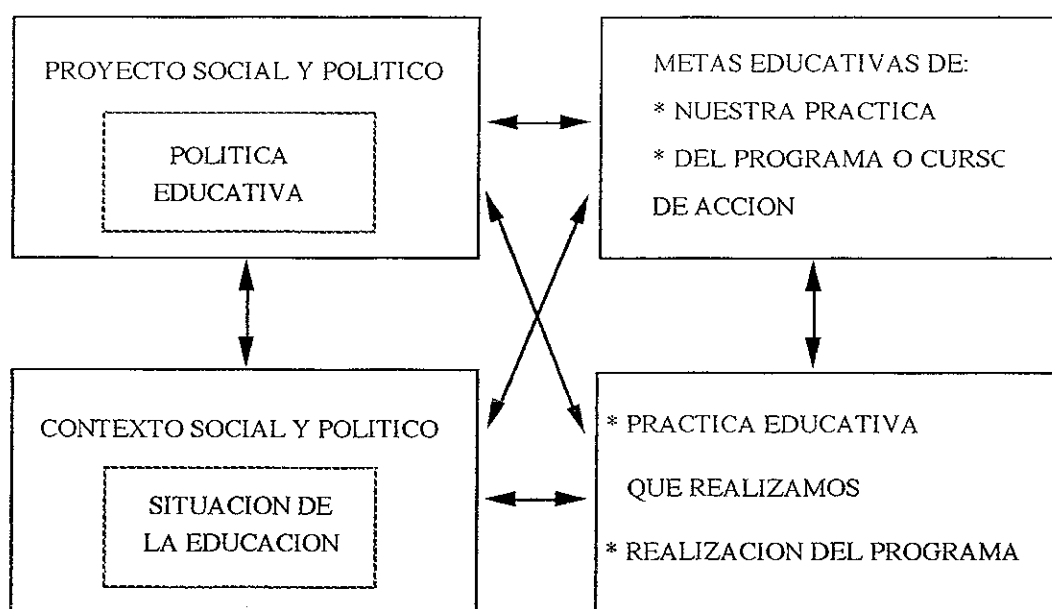 PROYECTO SOCIAL Y POLITICO
POLITICA
EDUCATIVA
METAS EDUCATIVAS DE:
* NUESTRA PRACTICA
* DEL PROGRAMA O CURSO
DE ACCION
CONTEXTO SOCIAL Y POLITICO
SITUACION DE
LA EDUCACION
* PRACTICA EDUCATIVA
QUE REALIZAMOS
* REALIZACION DEL PROGRAMA